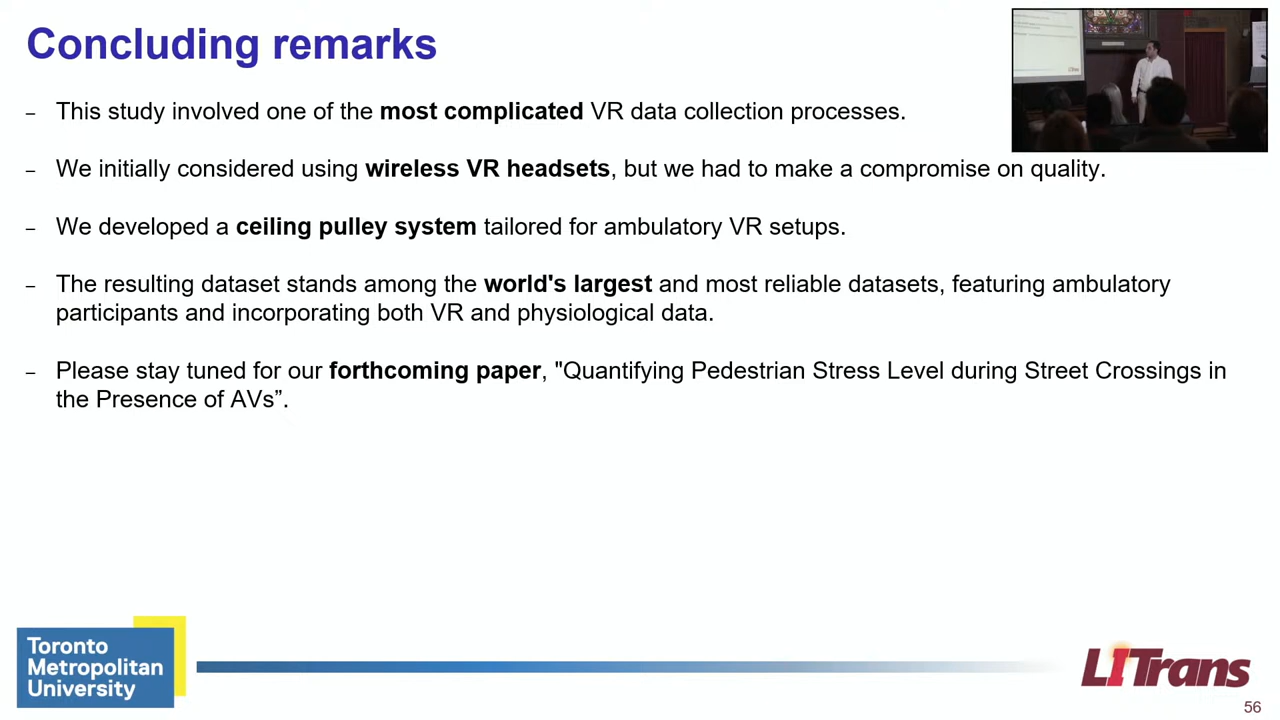 Concluding remarks
– This study involved one of the most complicated VR data collection processes.
– We initially considered using wireless VR headsets, but we had to make a compromise on quality.
– We developed a ceiling pulley system tailored for ambulatory VR setups.
– The resulting dataset stands among the world's largest and most reliable datasets, featuring ambulatory
participants and incorporating both VR and physiological data.
– Please stay tuned for our forthcoming paper, "Quantifying Pedestrian Stress Level during Street Crossings in
the Presence of AVs”.
Toronto
Metropolitan
University
LITrans
56